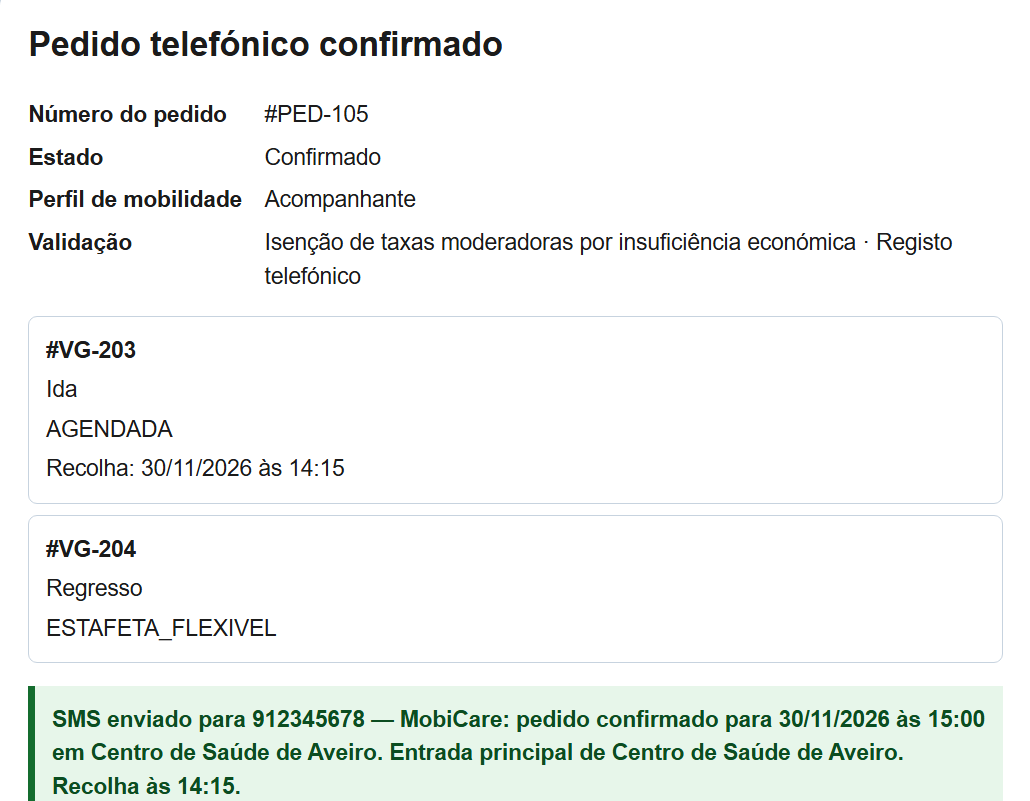 Pedido telefónico confirmado
Número do pedido #PED-105
Estado Confirmado
Perfil de mobilidade Acompanhante
Validação Isenção de taxas moderadoras por insuficiência económica · Registo
telefónico
#VG-203
Ida
AGENDADA
Recolha: 30/11/2026 às 14:15
#VG-204
Regresso
ESTAFETA_FLEXIVEL
SMS enviado para 912345678 — MobiCare: pedido confirmado para 30/11/2026 às 15:00
em Centro de Saúde de Aveiro. Entrada principal de Centro de Saúde de Aveiro.
Recolha às 14:15.